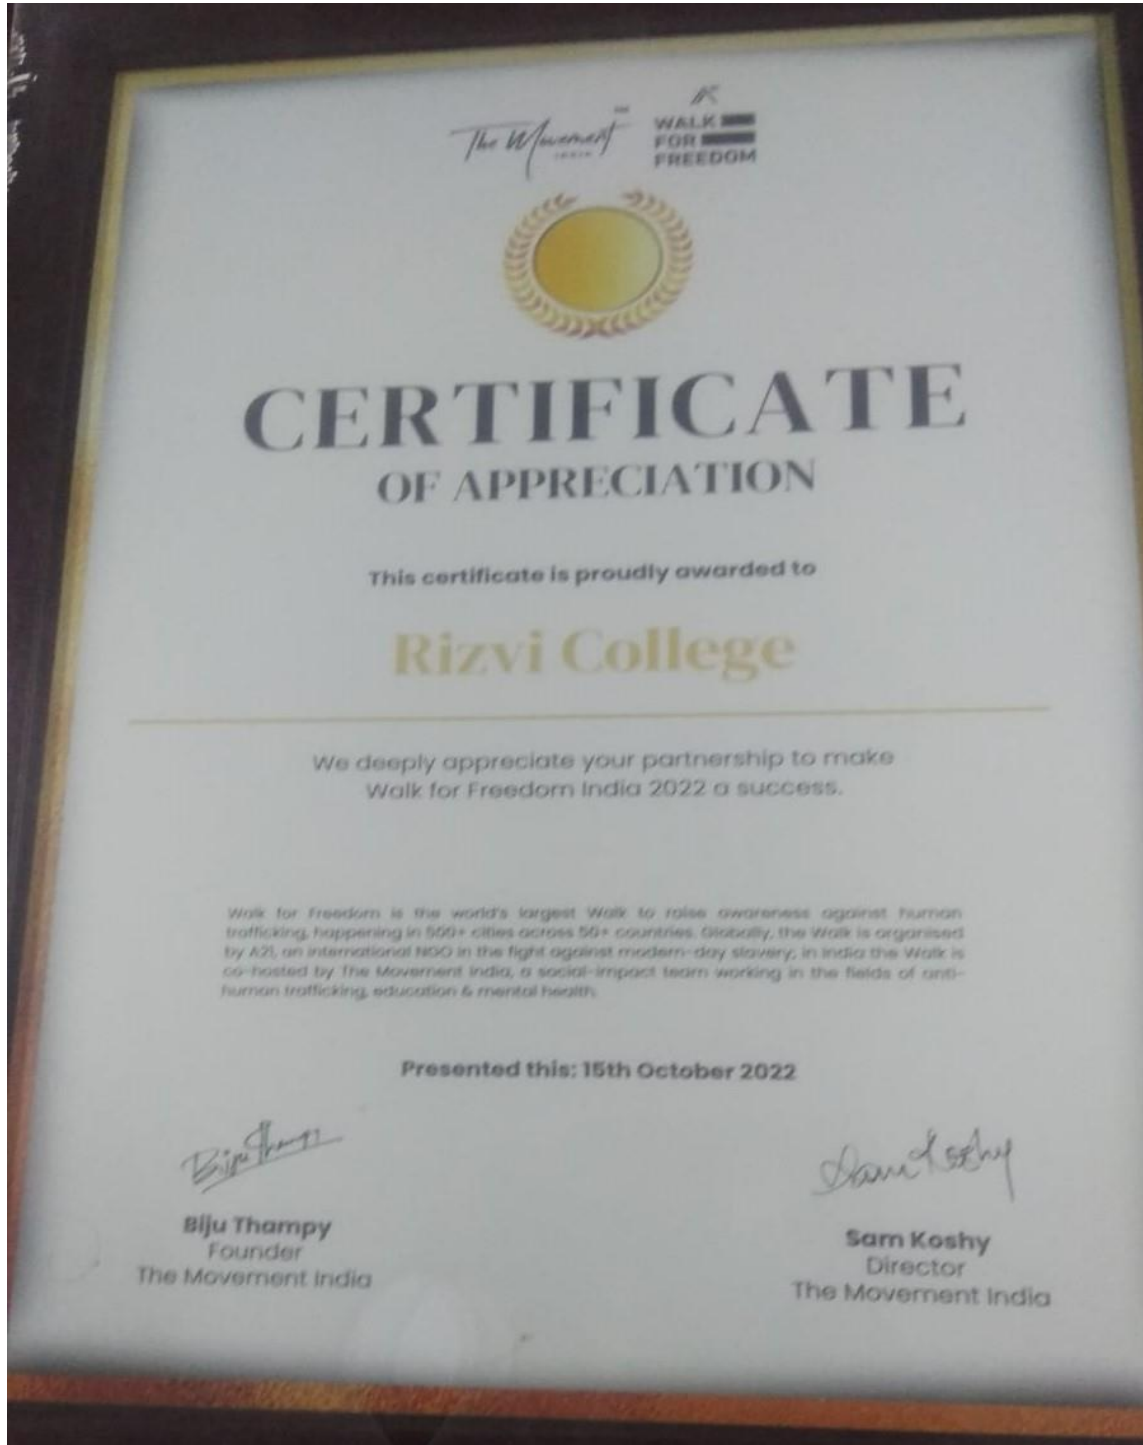 The Movement
INDIA
TM
WALK
FOR
FREEDOM
CERTIFICATE
OF APPRECIATION
This certificate is proudly awarded to
Rizvi College
We deeply appreciate your partnership to make
Walk for Freedom India 2022 a success.
Walk for Freedom is the world's largest Walk to raise awareness against human
trafficking, happening in 500+ cities across 50+ countries. Globally, the Walk is organised
by A21, an international NGO in the fight against modern-day slavery; in India the Walk is
co-hosted by The Movement India, a social-impact team working in the fields of anti-
human trafficking, education & mental health.
Presented this: 15th October 2022
Biju Thampy
Sam Koshy
Biju Thampy
Founder
The Movement India
Sam Koshy
Director
The Movement India